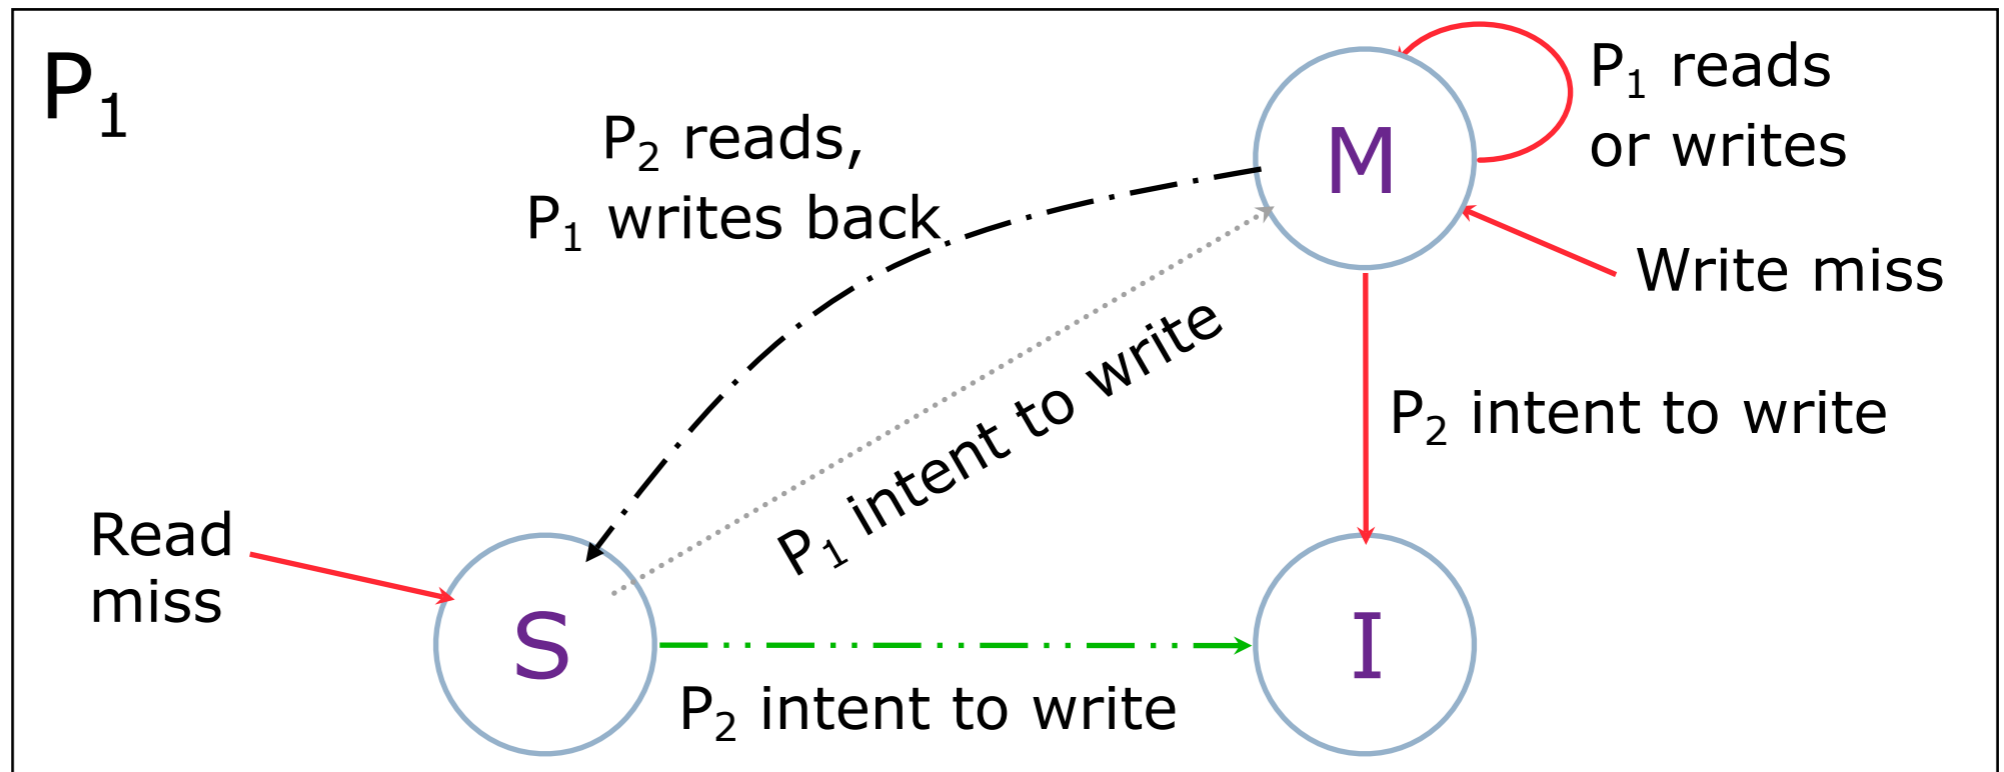 P₁
P₁ reads
or writes
P₂ reads,
P₁ writes back
M
Write miss
P₁ intent to write
P₂ intent to write
Read
miss
S
I
P₂ intent to write